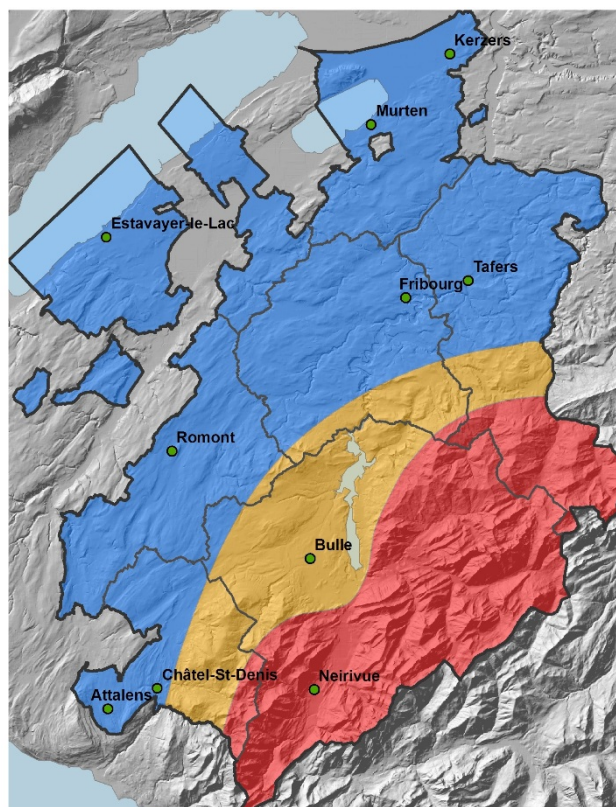 Kerzers
Murten
Estavayer-le-Lac
Tafers
Fribourg
Romont
Bulle
Châtel-St-Denis
Neirivue
Attalens